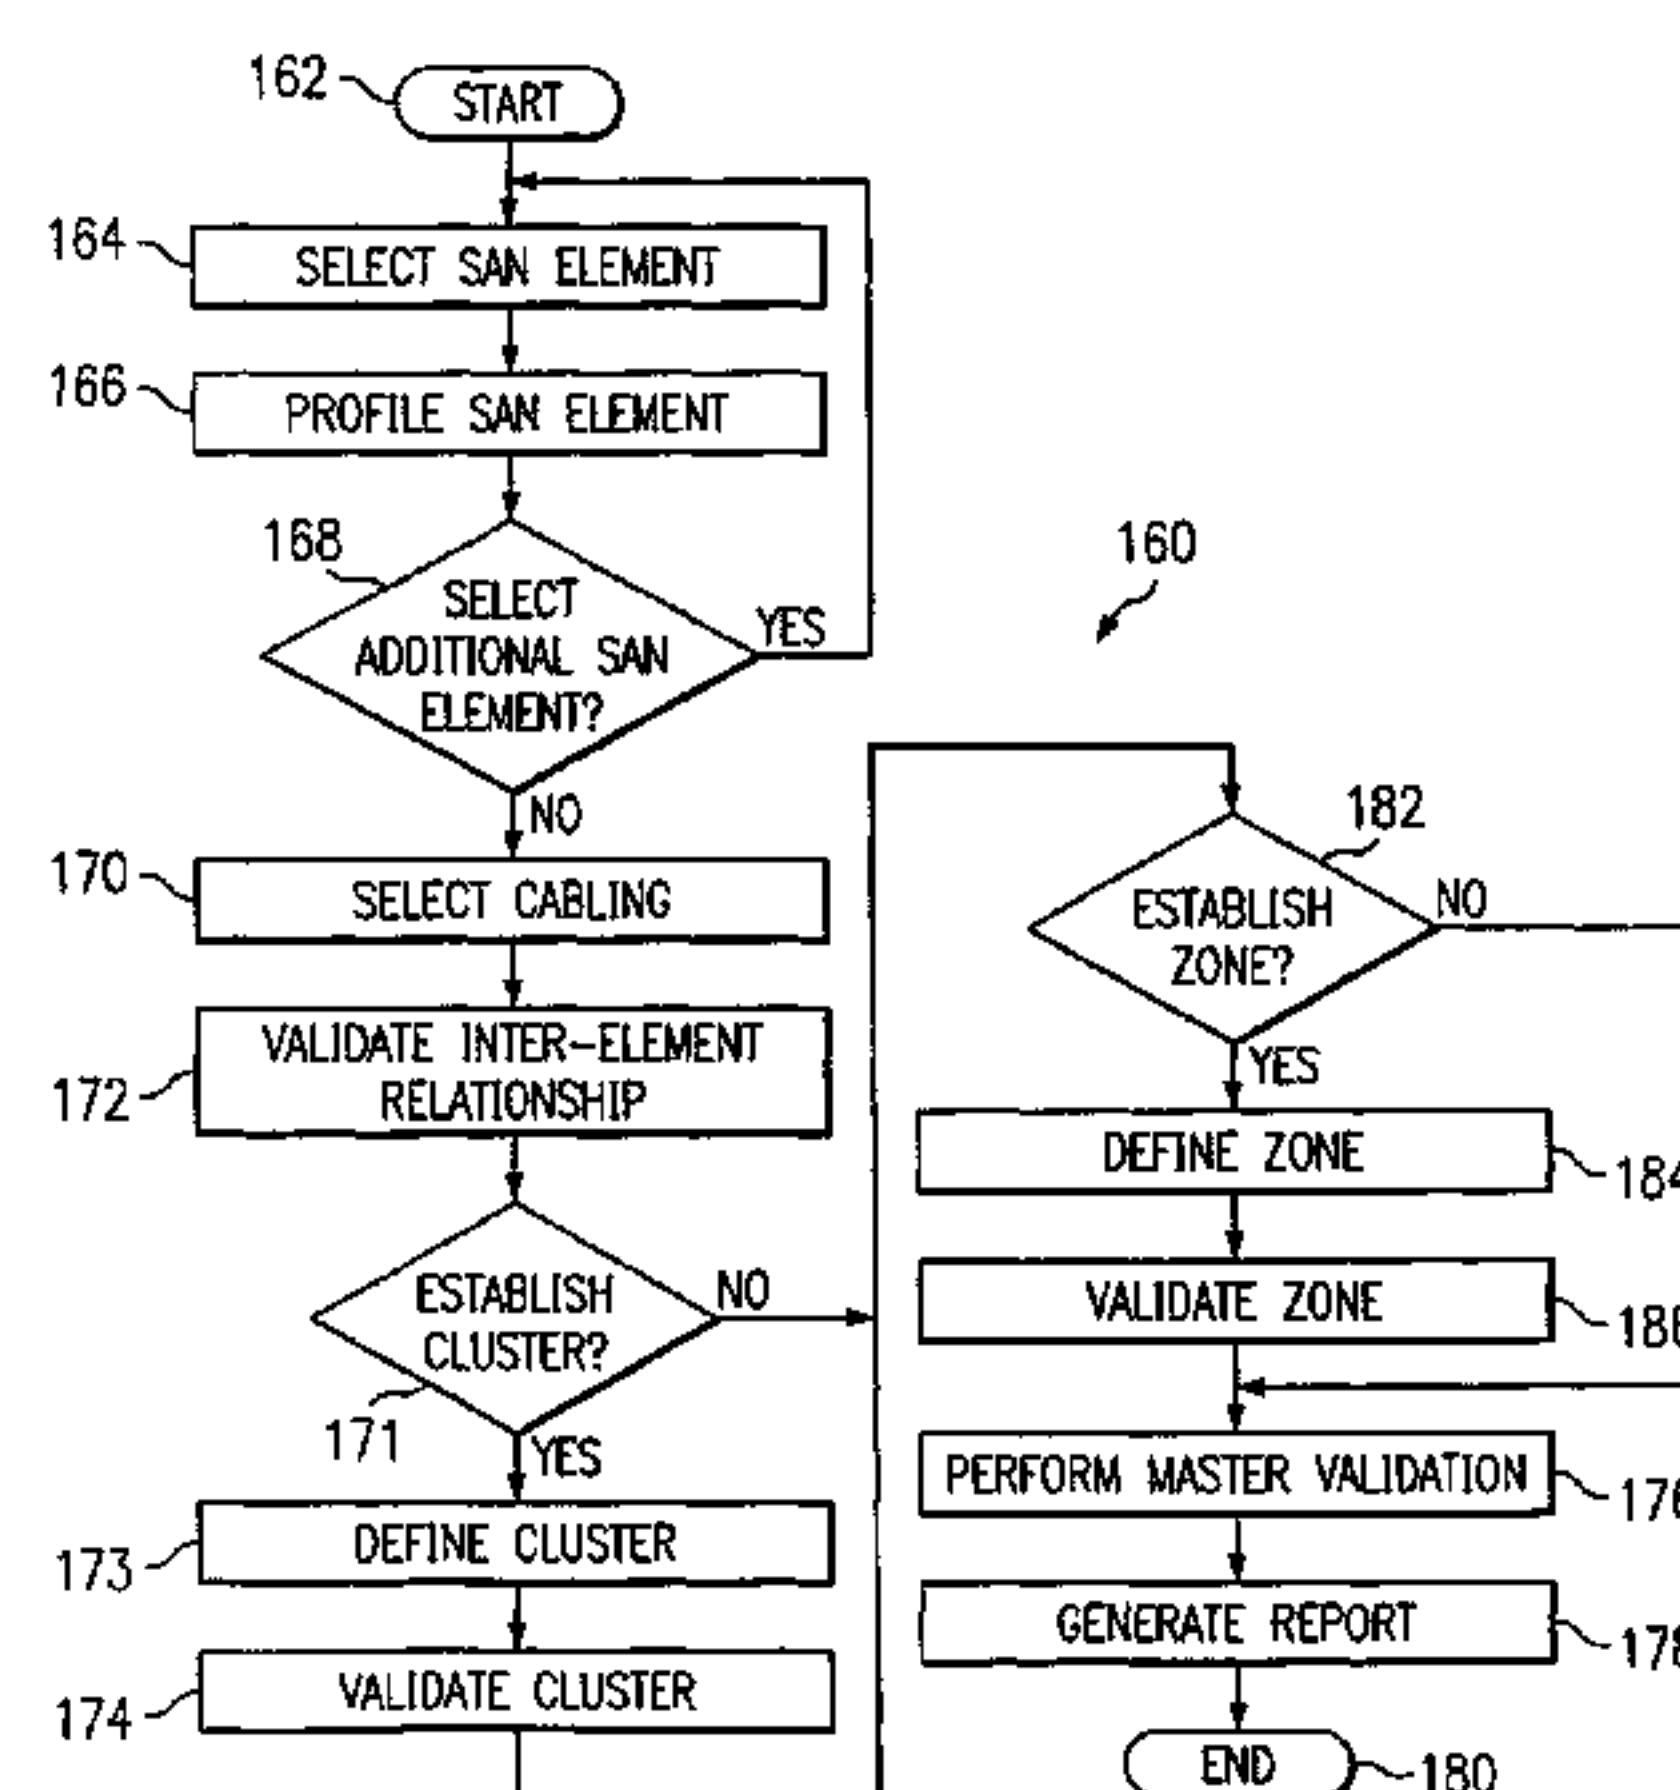 162
START
164
SELECT SAN ELEMENT
166
PROFILE SAN ELEMENT
168
SELECT
ADDITIONAL SAN
ELEMENT?
YES
NO
170
SELECT CABLING
172
VALIDATE INTER-ELEMENT
RELATIONSHIP
ESTABLISH
CLUSTER?
NO
171
YES
173
DEFINE CLUSTER
174
VALIDATE CLUSTER
160
182
ESTABLISH
ZONE?
NO
YES
DEFINE ZONE
184
VALIDATE ZONE
PERFORM MASTER VALIDATION
GENERATE REPORT
END
180